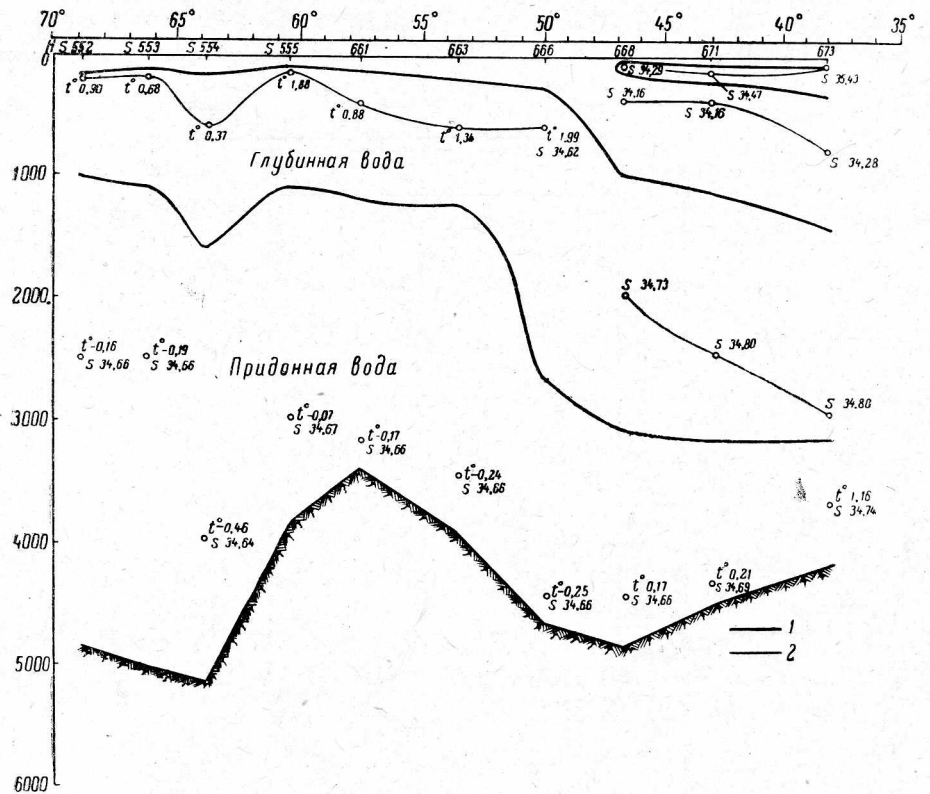 70° 65° 60° 55° 50° 45° 40° 35°
S 552 S 553 S 554 S 555 661 663 666 668 671 673
0
t° 0,90 t° 0,68 t° 1,88 S 34,29 S 35,43
t° 0,88 S 34,16 S 34,47
t° 0,37 t° 1,34 t° 1,99 S 34,16
S 34,62
Глубинная вода S 34,28
1000
2000 S 34,73
t°-0,16 t°-0,19 S 34,80
S 34,66 S 34,66
Придонная вода
3000 t°-0,07 S 34,80
S 34,67 t°-0,17
S 34,66
t°-0,24
S 34,66
t° 1,16
S 34,74
4000 t°-0,46
S 34,64
t°-0,25 t° 0,17 t° 0,21
S 34,66 S 34,66 S 34,69
1
2
5000
6000